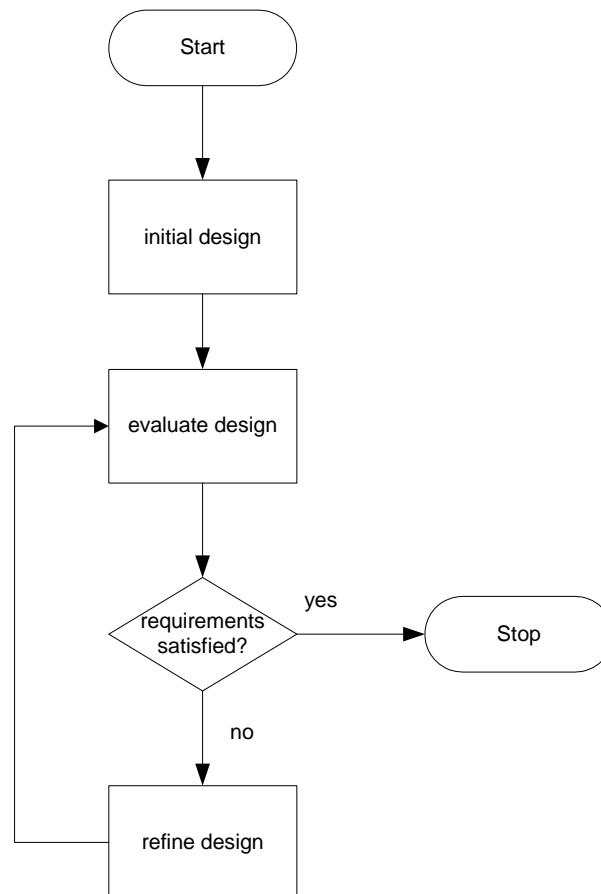 Start
initial design
evaluate design
requirements
satisfied?
yes
Stop
no
refine design